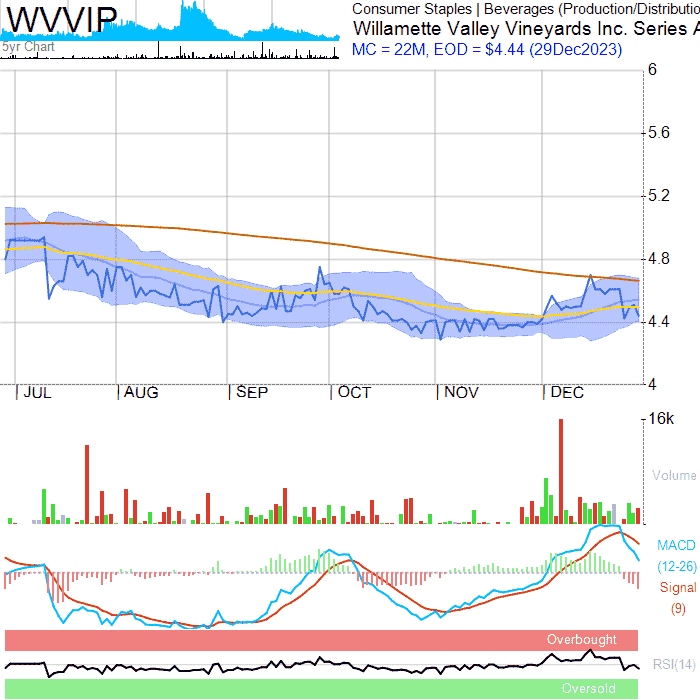 WVVIP
5yr Chart
Consumer Staples | Beverages (Production/Distributio
Willamette Valley Vineyards Inc. Series A
MC = 22M, EOD = $4.44 (29Dec2023)
6
5.6
5.2
4.8
4.4
4
JUL AUG SEP OCT NOV DEC
16k
Volume
MACD
(12-26)
Signal
(9)
Overbought
RSI(14)
Oversold